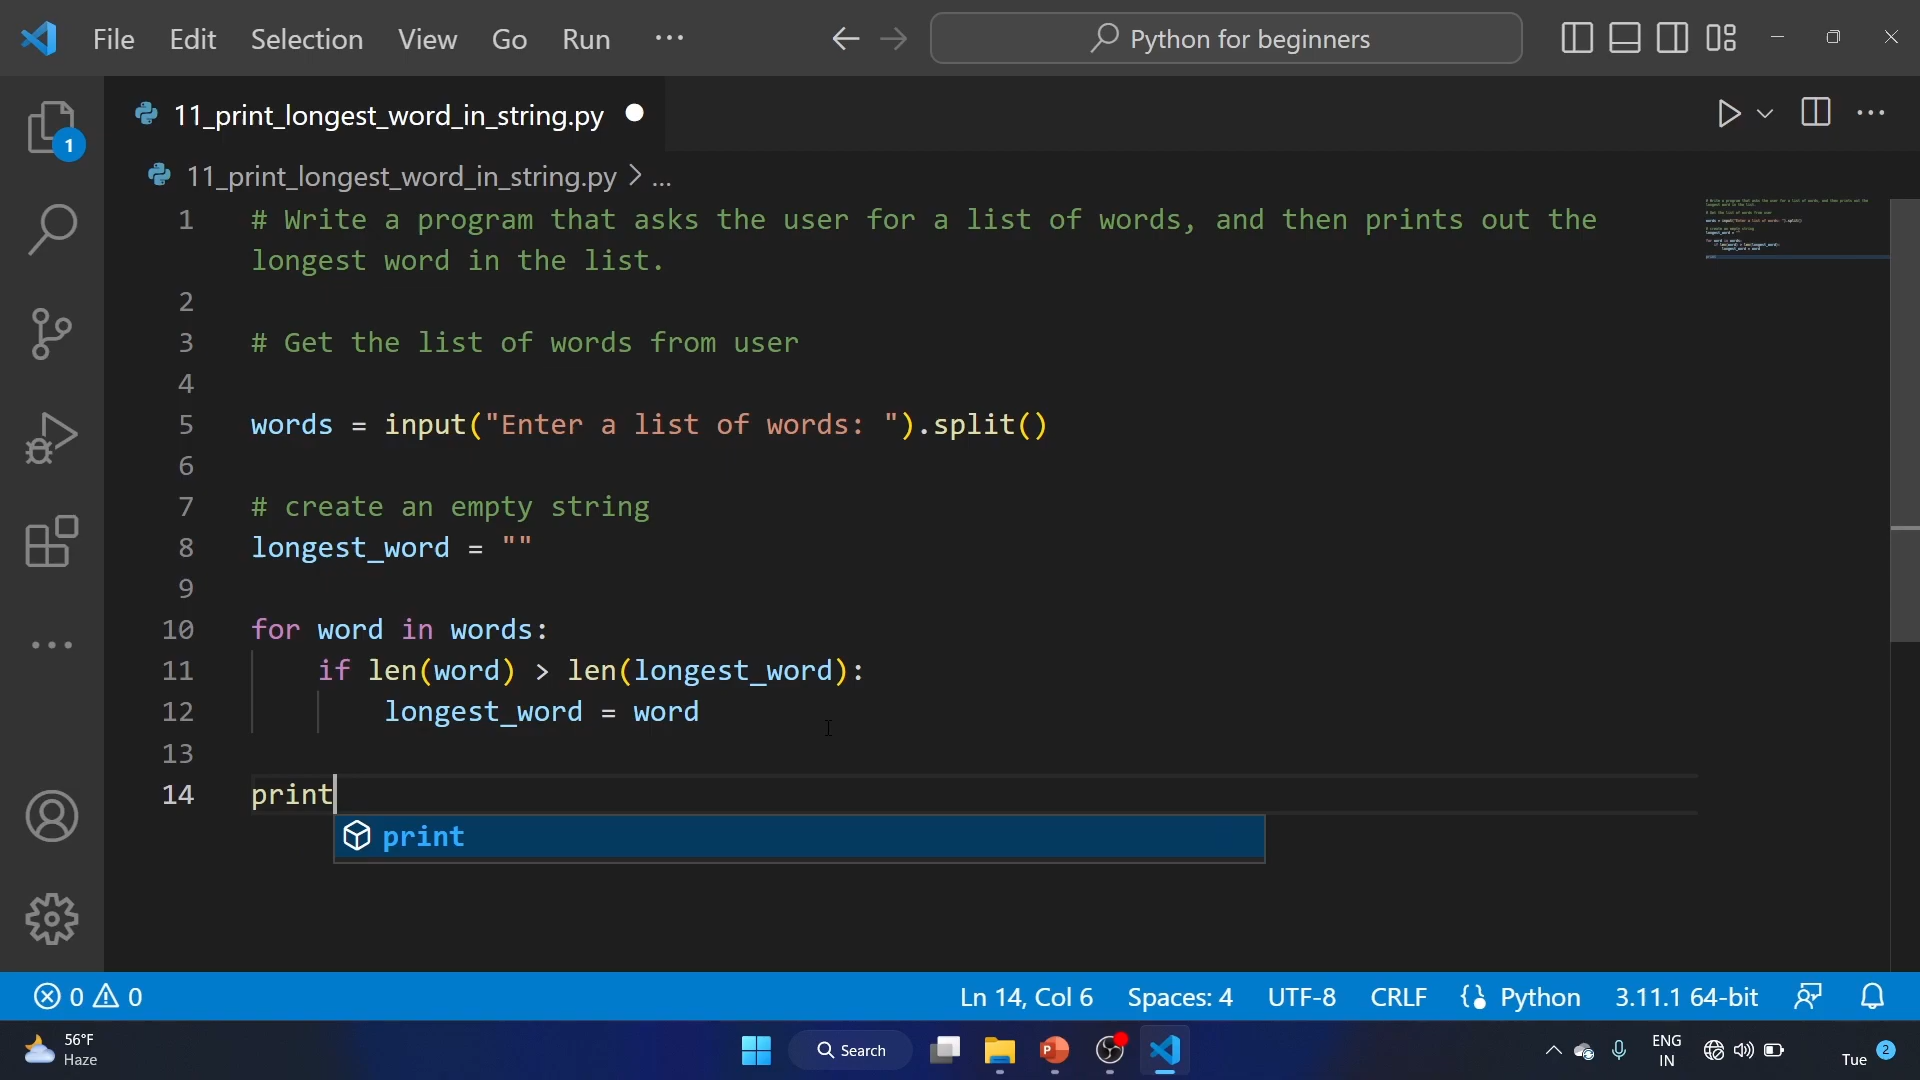 File Edit Selection View Go Run ... Python for beginners
11_print_longest_word_in_string.py
1
11_print_longest_word_in_string.py > ...
1 # Write a program that asks the user for a list of words, and then prints out the
longest word in the list.
2
3 # Get the list of words from user
4
5 words = input("Enter a list of words: ").split()
6
7 # create an empty string
8 longest_word = ""
9
10 for word in words:
11 if len(word) > len(longest_word):
12 longest_word = word
13
14 print
print
0 0 Ln 14, Col 6 Spaces: 4 UTF-8 CRLF Python 3.11.1 64-bit
56°F
Haze
Search
ENG
IN
Tue 2